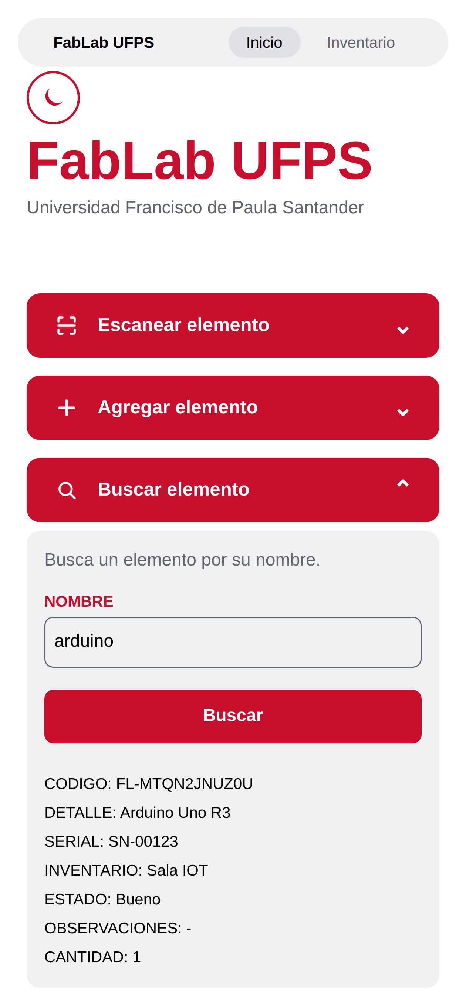 FabLab UFPS Inicio Inventario
FabLab UFPS
Universidad Francisco de Paula Santander
Escanear elemento
Agregar elemento
Buscar elemento
Busca un elemento por su nombre.
NOMBRE
arduino
Buscar
CODIGO: FL-MTQN2JNUZ0U
DETALLE: Arduino Uno R3
SERIAL: SN-00123
INVENTARIO: Sala IOT
ESTADO: Bueno
OBSERVACIONES: -
CANTIDAD: 1